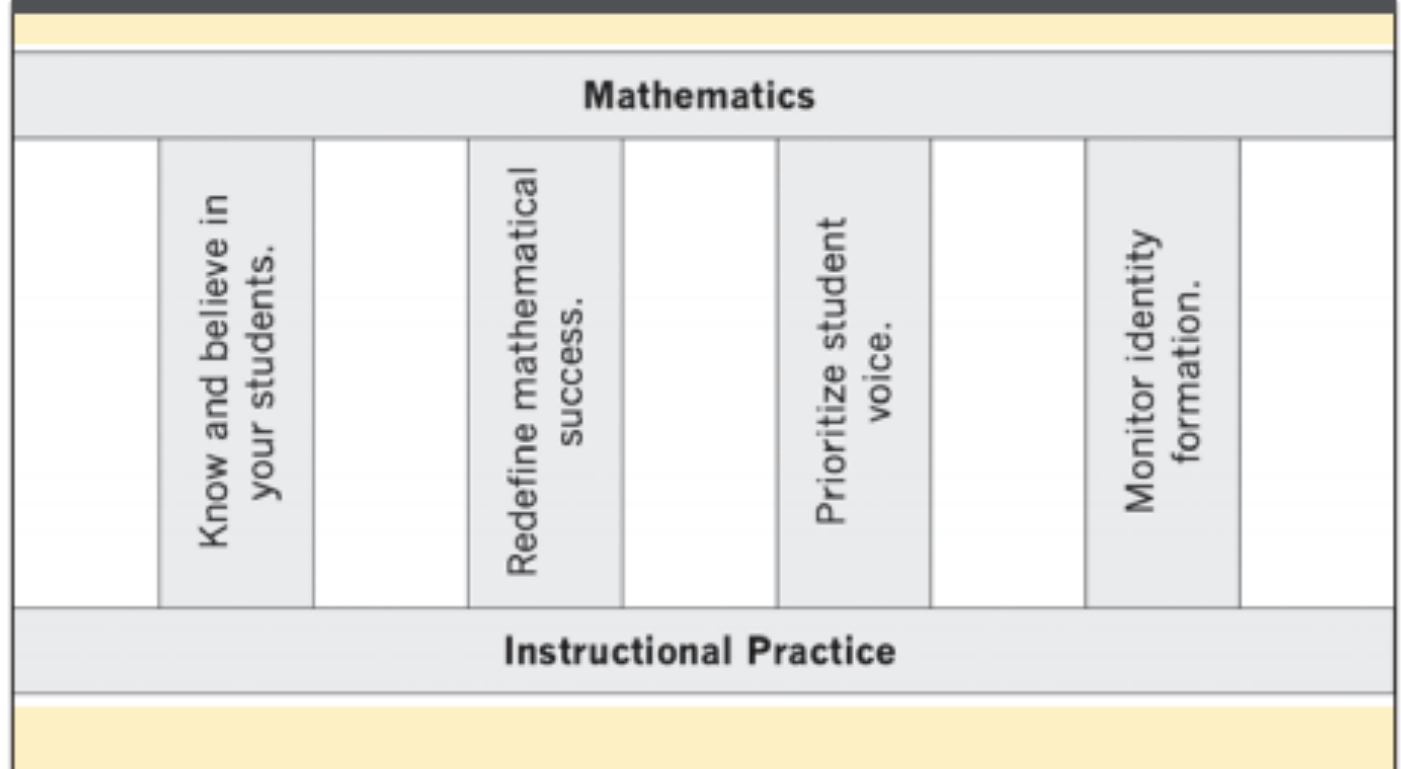 Mathematics
Know and believe in
your students.
Redefine mathematical
success.
Prioritize student
voice.
Monitor identity
formation.
Instructional Practice